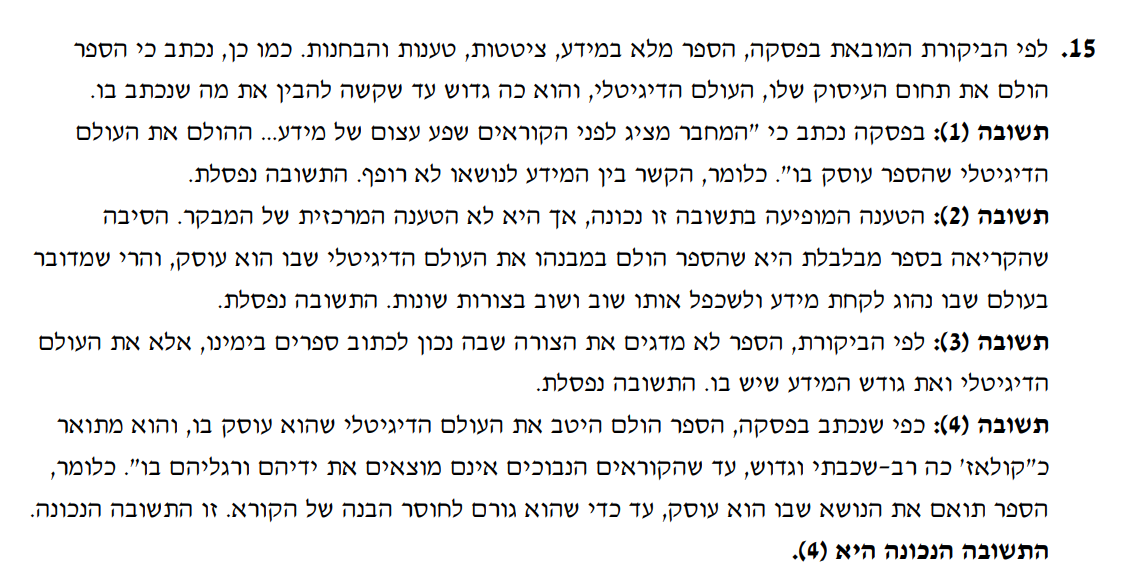 15. לפי הביקורת המובאת בפסקה, הספר מלא במידע, ציטטות, טענות והבחנות. כמו כן, נכתב כי הספר
הולם את תחום העיסוק שלו, העולם הדיגיטלי, והוא כה גדוש עד שקשה להבין את מה שנכתב בו.
תשובה (1): בפסקה נכתב כי "המחבר מציג לפני הקוראים שפע עצום של מידע... ההולם את העולם
הדיגיטלי שהספר עוסק בו". כלומר, הקשר בין המידע לנושאו לא רופף. התשובה נפסלת.
תשובה (2): הטענה המופיעה בתשובה זו נכונה, אך היא לא הטענה המרכזית של המבקר. הסיבה
שהקריאה בספר מבלבלת היא שהספר הולם במבנהו את העולם הדיגיטלי שבו הוא עוסק, והרי שמדובר
בעולם שבו נהוג לקחת מידע ולשכפל אותו שוב ושוב בצורות שונות. התשובה נפסלת.
תשובה (3): לפי הביקורת, הספר לא מדגים את הצורה שבה נכון לכתוב ספרים בימינו, אלא את העולם
הדיגיטלי ואת גודש המידע שיש בו. התשובה נפסלת.
תשובה (4): כפי שנכתב בפסקה, הספר הולם היטב את העולם הדיגיטלי שהוא עוסק בו, והוא מתואר
כ"קולאז' כה רב-שכבתי וגדוש, עד שהקוראים הנבוכים אינם מוצאים את ידיהם ורגליהם בו". כלומר,
הספר תואם את הנושא שבו הוא עוסק, עד כדי שהוא גורם לחוסר הבנה של הקורא. זו התשובה הנכונה.
התשובה הנכונה היא (4).